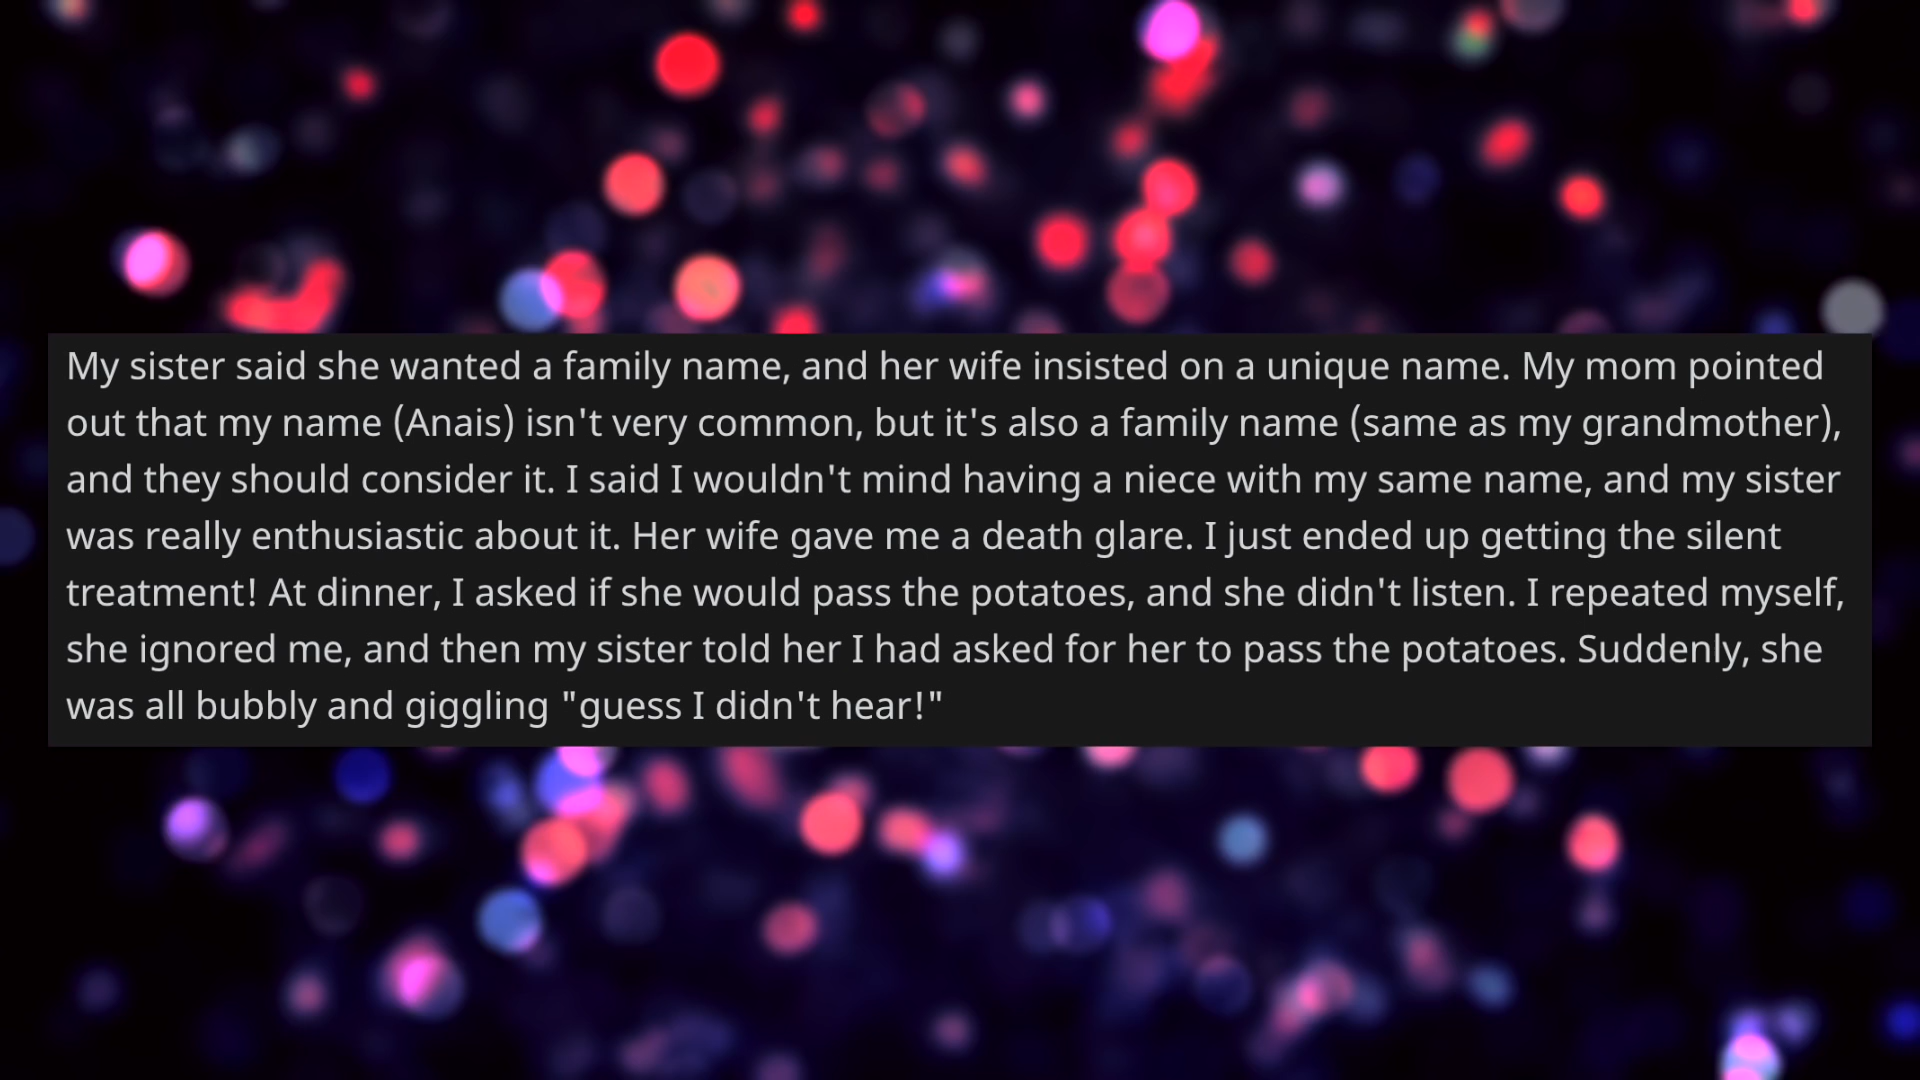 My sister said she wanted a family name, and her wife insisted on a unique name. My mom pointed
out that my name (Anais) isn't very common, but it's also a family name (same as my grandmother),
and they should consider it. I said I wouldn't mind having a niece with my same name, and my sister
was really enthusiastic about it. Her wife gave me a death glare. I just ended up getting the silent
treatment! At dinner, I asked if she would pass the potatoes, and she didn't listen. I repeated myself,
she ignored me, and then my sister told her I had asked for her to pass the potatoes. Suddenly, she
was all bubbly and giggling "guess I didn't hear!"